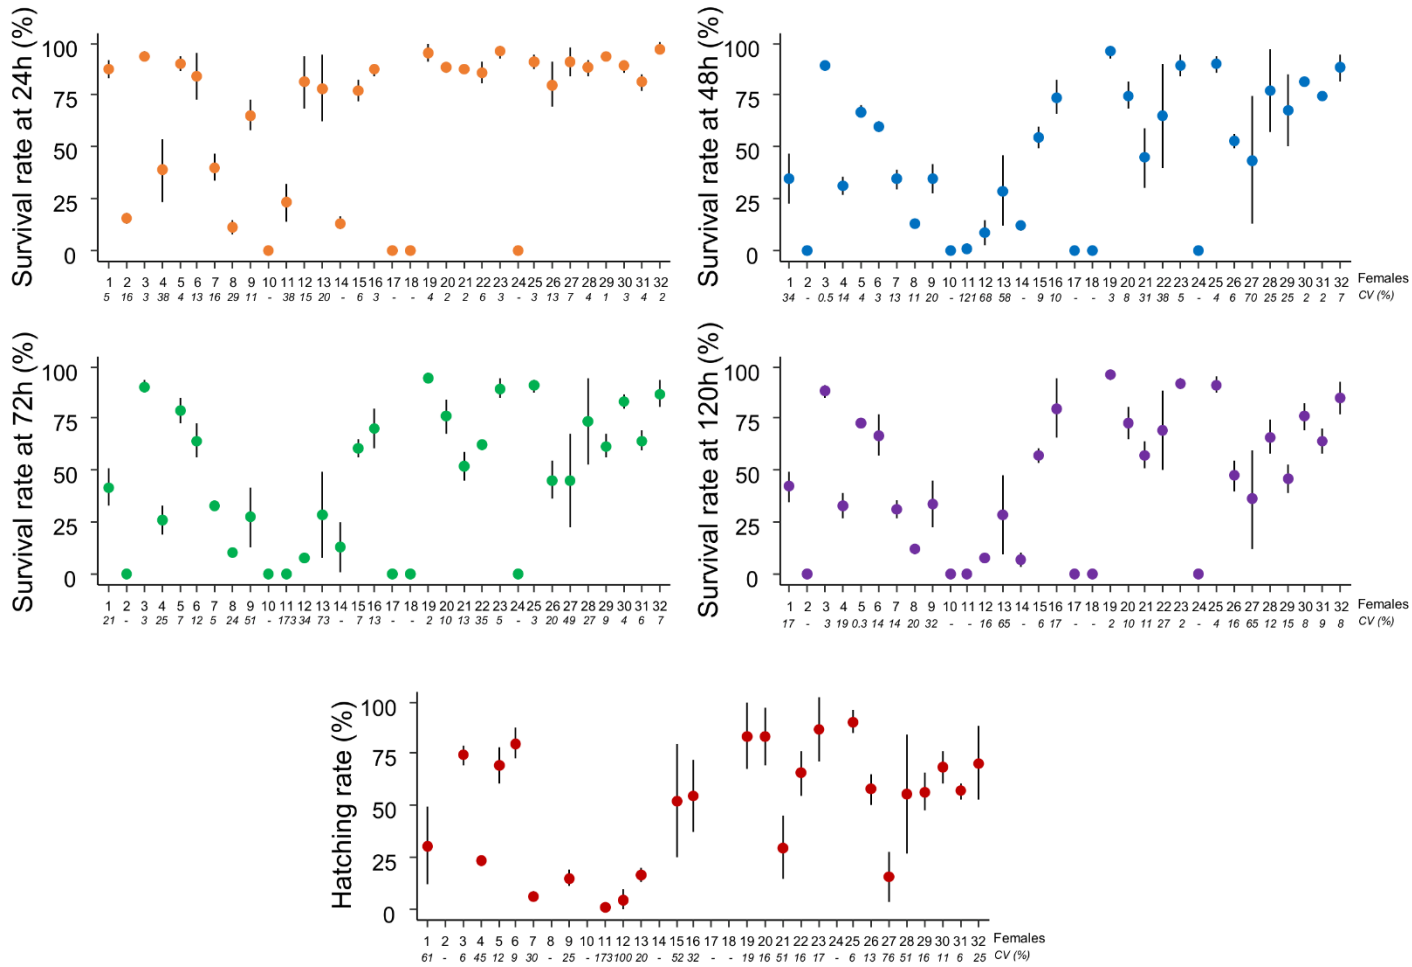 Survival rate at 24h (%)
100
75
50
25
0
1 2 3 4 5 6 7 8 9 10 11 12 13 14 15 16 17 18 19 20 21 22 23 24 25 26 27 28 29 30 31 32
5 16 3 38 4 13 16 29 11 - 38 15 20 - 6 3 - - 4 2 2 6 3 - 3 13 7 4 1 3 4 2
Survival rate at 48h (%)
100
75
50
25
0
1 2 3 4 5 6 7 8 9 10 11 12 13 14 15 16 17 18 19 20 21 22 23 24 25 26 27 28 29 30 31 32 Females
34 - 0.5 14 4 3 13 11 20 - 121 68 58 - 9 10 - - 3 8 31 38 5 - 4 6 70 25 25 2 2 7 CV (%)
Survival rate at 72h (%)
100
75
50
25
0
1 2 3 4 5 6 7 8 9 10 11 12 13 14 15 16 17 18 19 20 21 22 23 24 25 26 27 28 29 30 31 32
21 - 3 25 7 12 5 24 51 - 173 34 73 - 7 13 - - 2 10 13 35 5 - 3 20 49 27 9 4 6 7
Survival rate at 120h (%)
100
75
50
25
0
1 2 3 4 5 6 7 8 9 10 11 12 13 14 15 16 17 18 19 20 21 22 23 24 25 26 27 28 29 30 31 32 Females
17 - 3 19 0.3 14 14 20 32 - - 16 65 - 6 17 - - 2 10 11 27 2 - 4 16 65 12 15 8 9 8 CV (%)
Hatching rate (%)
100
75
50
25
0
1 2 3 4 5 6 7 8 9 10 11 12 13 14 15 16 17 18 19 20 21 22 23 24 25 26 27 28 29 30 31 32 Females
61 - 6 45 12 9 30 - 25 - 173 100 20 - 52 32 - - 19 16 51 16 17 - 6 13 76 51 16 11 6 25 CV (%)